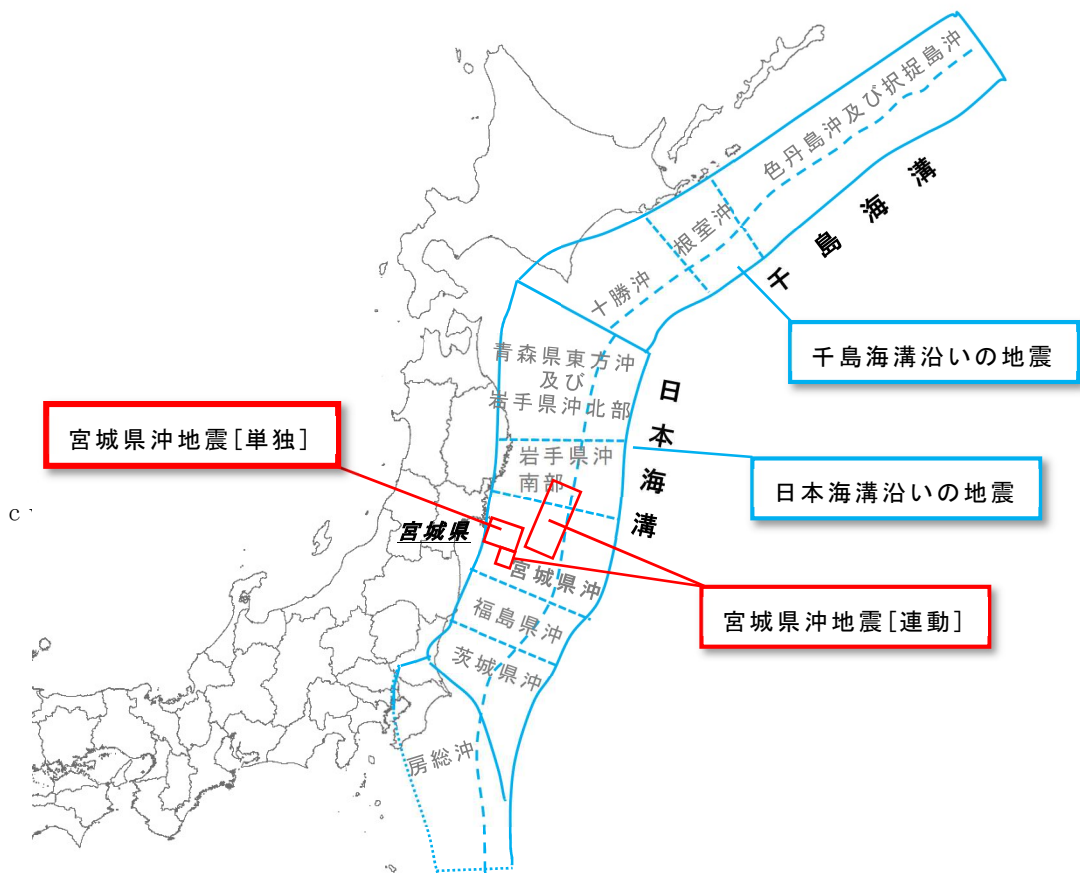 色丹島沖及び択捉島沖
千島海溝
根室沖
十勝沖
千島海溝沿いの地震
青森県東方沖
及び
岩手県沖北部
日本海溝
宮城県沖地震[単独]
岩手県沖
南部
日本海溝沿いの地震
c
宮城県
宮城県沖
福島県沖
宮城県沖地震[連動]
茨城県沖
房総沖